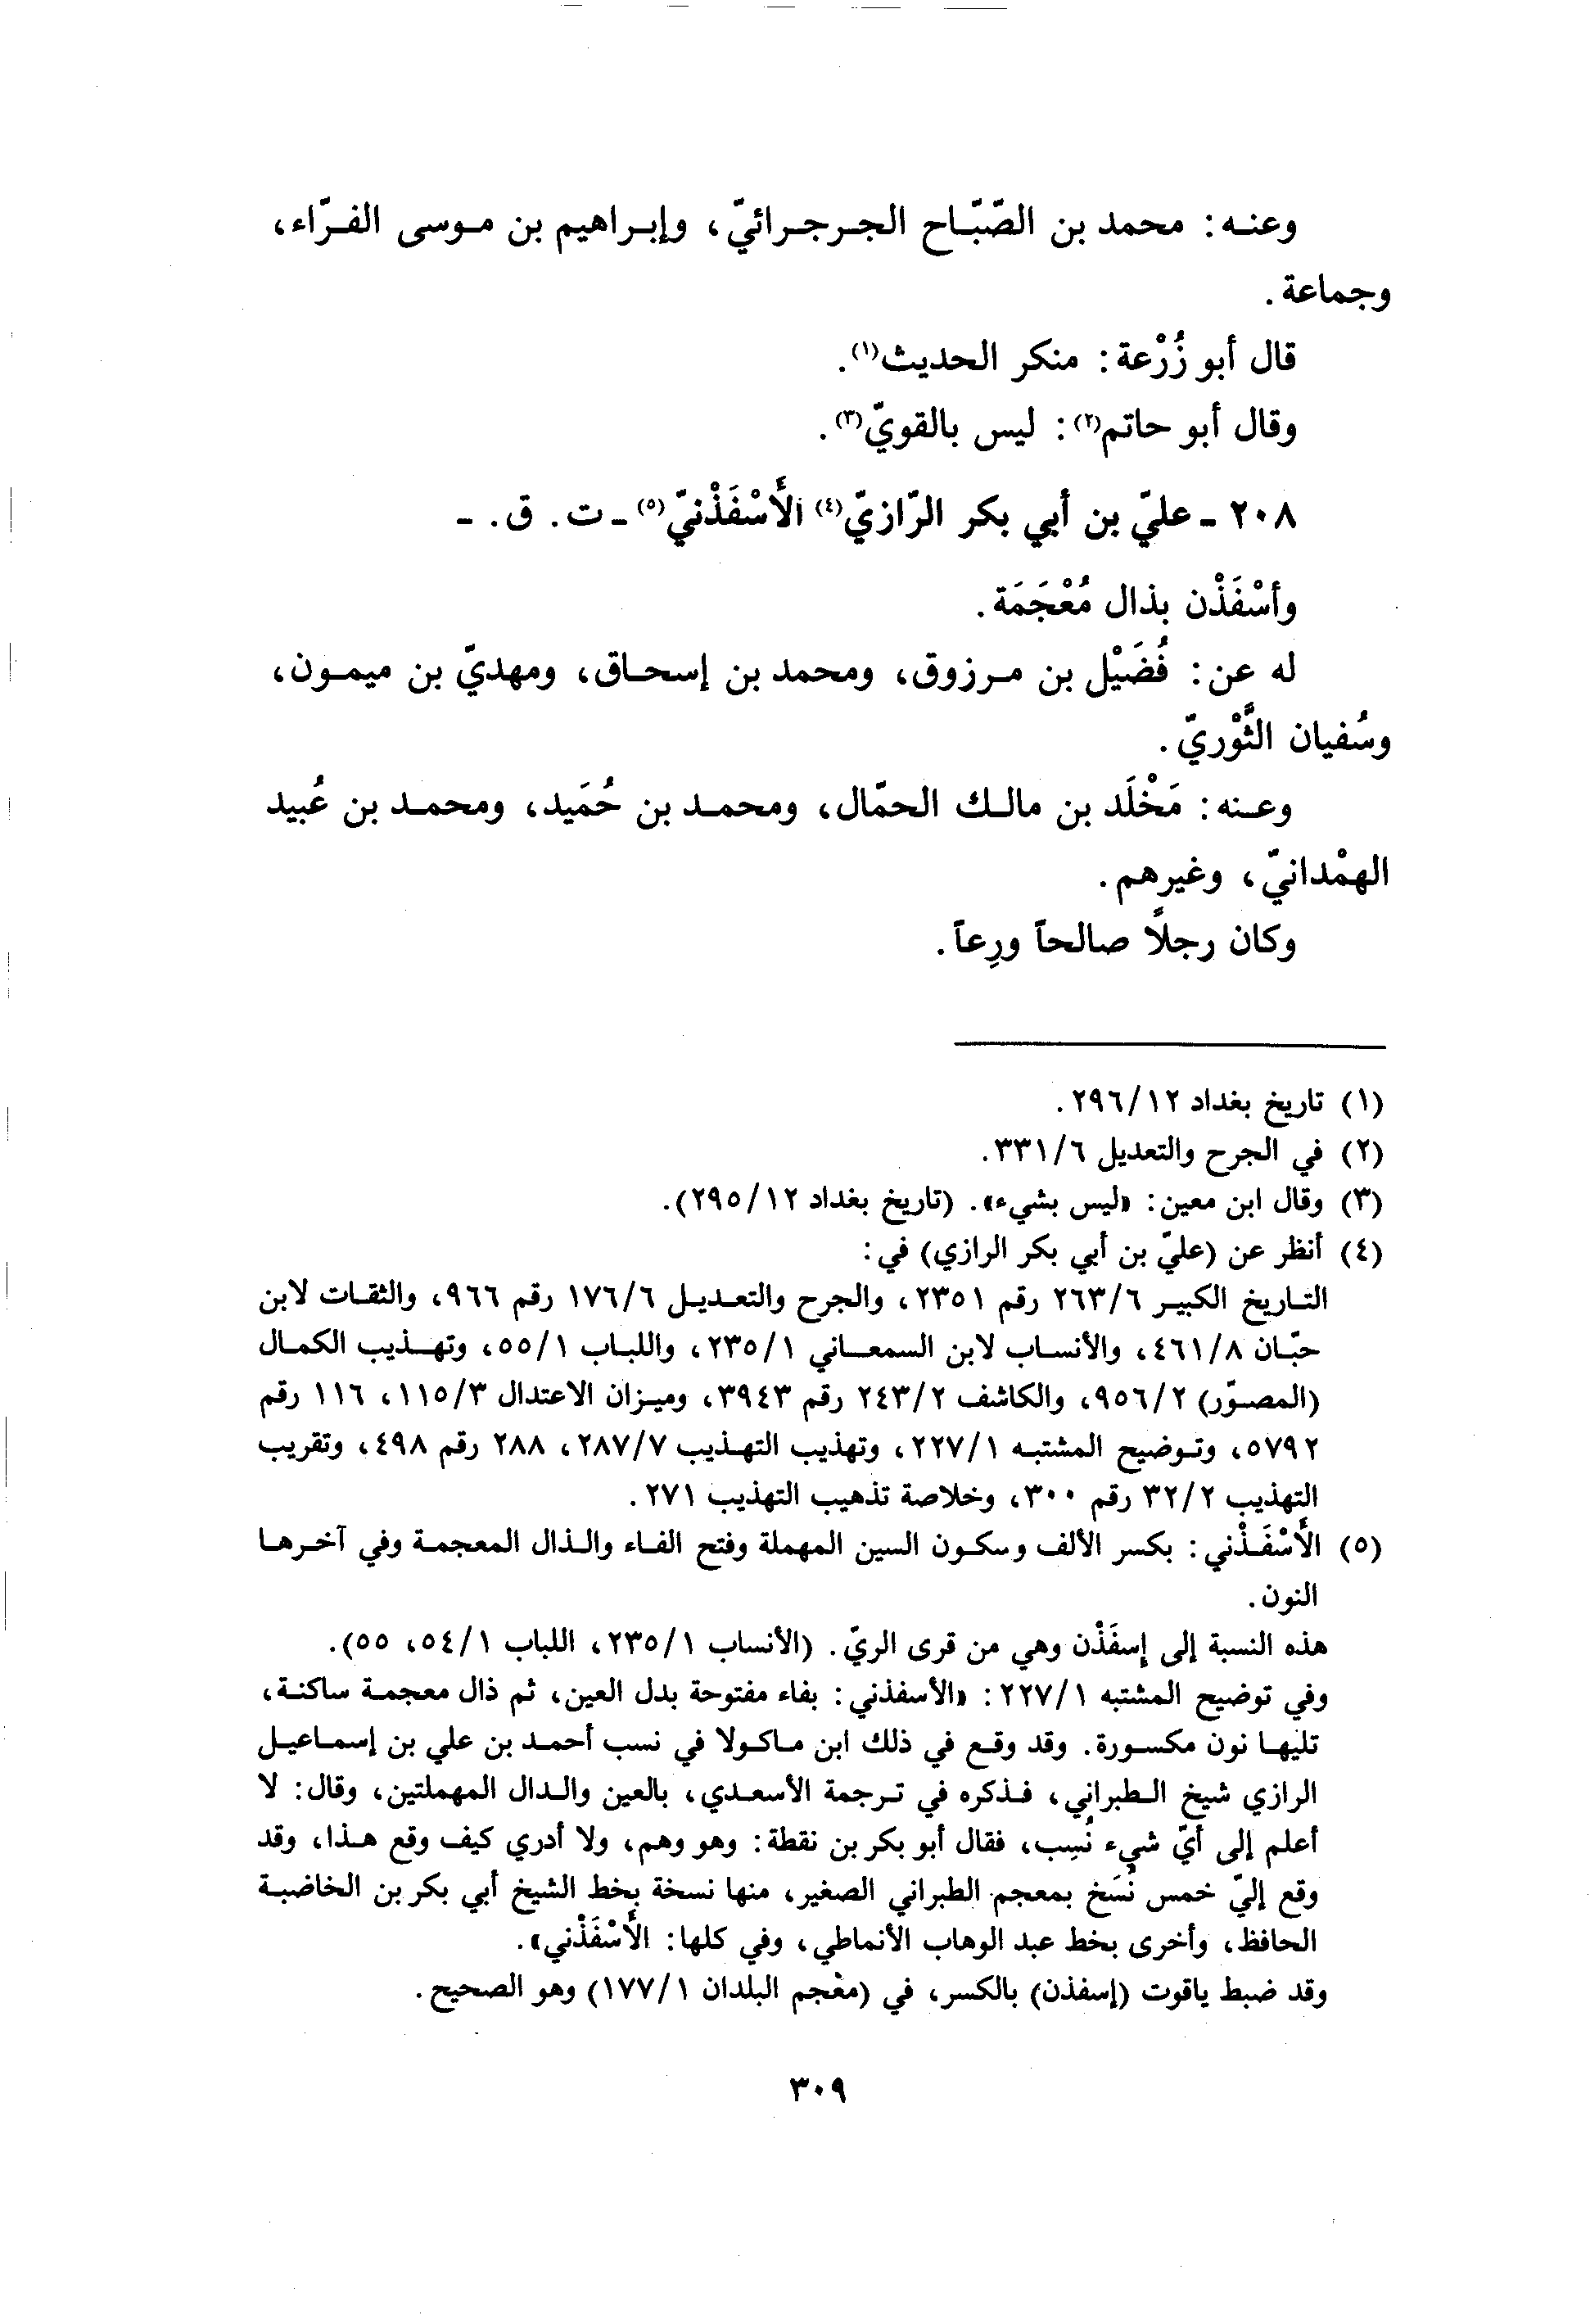 وعنه: محمد بن الصّبّاح الجرجرائيّ، وإبراهيم بن موسى الفرّاء،
وجماعة.
قال أبو زُرْعة: منكر الحديث(١).
وقال أبو حاتم(٢): ليس بالقويّ(٣).
٢٠٨ - عليّ بن أبي بكر الرّازيّ(٤) الأَسْفَذْنيّ(٥) - ت. ق. -
وأسْفَذْن بذال مُعْجَمَة.
له عن: فُضَيْل بن مرزوق، ومحمد بن إسحاق، ومهديّ بن ميمون،
وسُفيان الثَّوْريّ.
وعنه: مَخْلَد بن مالك الحمّال، ومحمد بن حُمَيد، ومحمد بن عُبيد
الهمْدانيّ، وغيرهم.
وكان رجلاً صالحاً ورِعاً.
(١) تاريخ بغداد ٢٩٦/١٢.
(٢) في الجرح والتعديل ٣٣١/٦.
(٣) وقال ابن معين: «ليس بشيء». (تاريخ بغداد ٢٩٥/١٢).
(٤) أنظر عن (عليّ بن أبي بكر الرازي) في:
التاريخ الكبير ٢٦٣/٦ رقم ٢٣٥١، والجرح والتعديل ١٧٦/٦ رقم ٩٦٦، والثقات لابن
حبّان ٤٦١/٨، والأنساب لابن السمعاني ٢٣٥/١، واللباب ٥٥/١، وتهذيب الكمال
(المصوّر) ٩٥٦/٢، والكاشف ٢٤٣/٢ رقم ٣٩٤٣، وميزان الاعتدال ١١٥/٣، ١١٦ رقم
٥٧٩٢، وتوضيح المشتبه ٢٢٧/١، وتهذيب التهذيب ٢٨٧/٧، ٢٨٨ رقم ٤٩٨، وتقريب
التهذيب ٣٢/٢ رقم ٣٠٠، وخلاصة تذهيب التهذيب ٢٧١.
(٥) الأَسْفَذْني: بكسر الألف وسكون السين المهملة وفتح الفاء والذال المعجمة وفي آخرها
النون.
هذه النسبة إلى إسفَذْن وهي من قرى الريّ. (الأنساب ٢٣٥/١، اللباب ٥٤/١، ٥٥).
وفي توضيح المشتبه ٢٢٧/١: «الأسفذني: بفاء مفتوحة بدل العين، ثم ذال معجمة ساكنة،
تليها نون مكسورة. وقد وقع في ذلك ابن ماكولا في نسب أحمد بن علي بن إسماعيل
الرازي شيخ الطبراني، فذكره في ترجمة الأسعدي، بالعين والدال المهملتين، وقال: لا
أعلم إلى أيّ شيء نُسِب، فقال أبو بكر بن نقطة: وهو وهم، ولا أدري كيف وقع هذا، وقد
وقع إليّ خمس نُسَخ بمعجم الطبراني الصغير، منها نسخة بخط الشيخ أبي بكر بن الخاضبة
الحافظ، وأخرى بخط عبد الوهاب الأنماطي، وفي كلها: الأَسْفَذْني».
وقد ضبط ياقوت (إسفذن) بالكسر، في (معْجم البلدان ١٧٧/١) وهو الصحيح.
٣٠٩